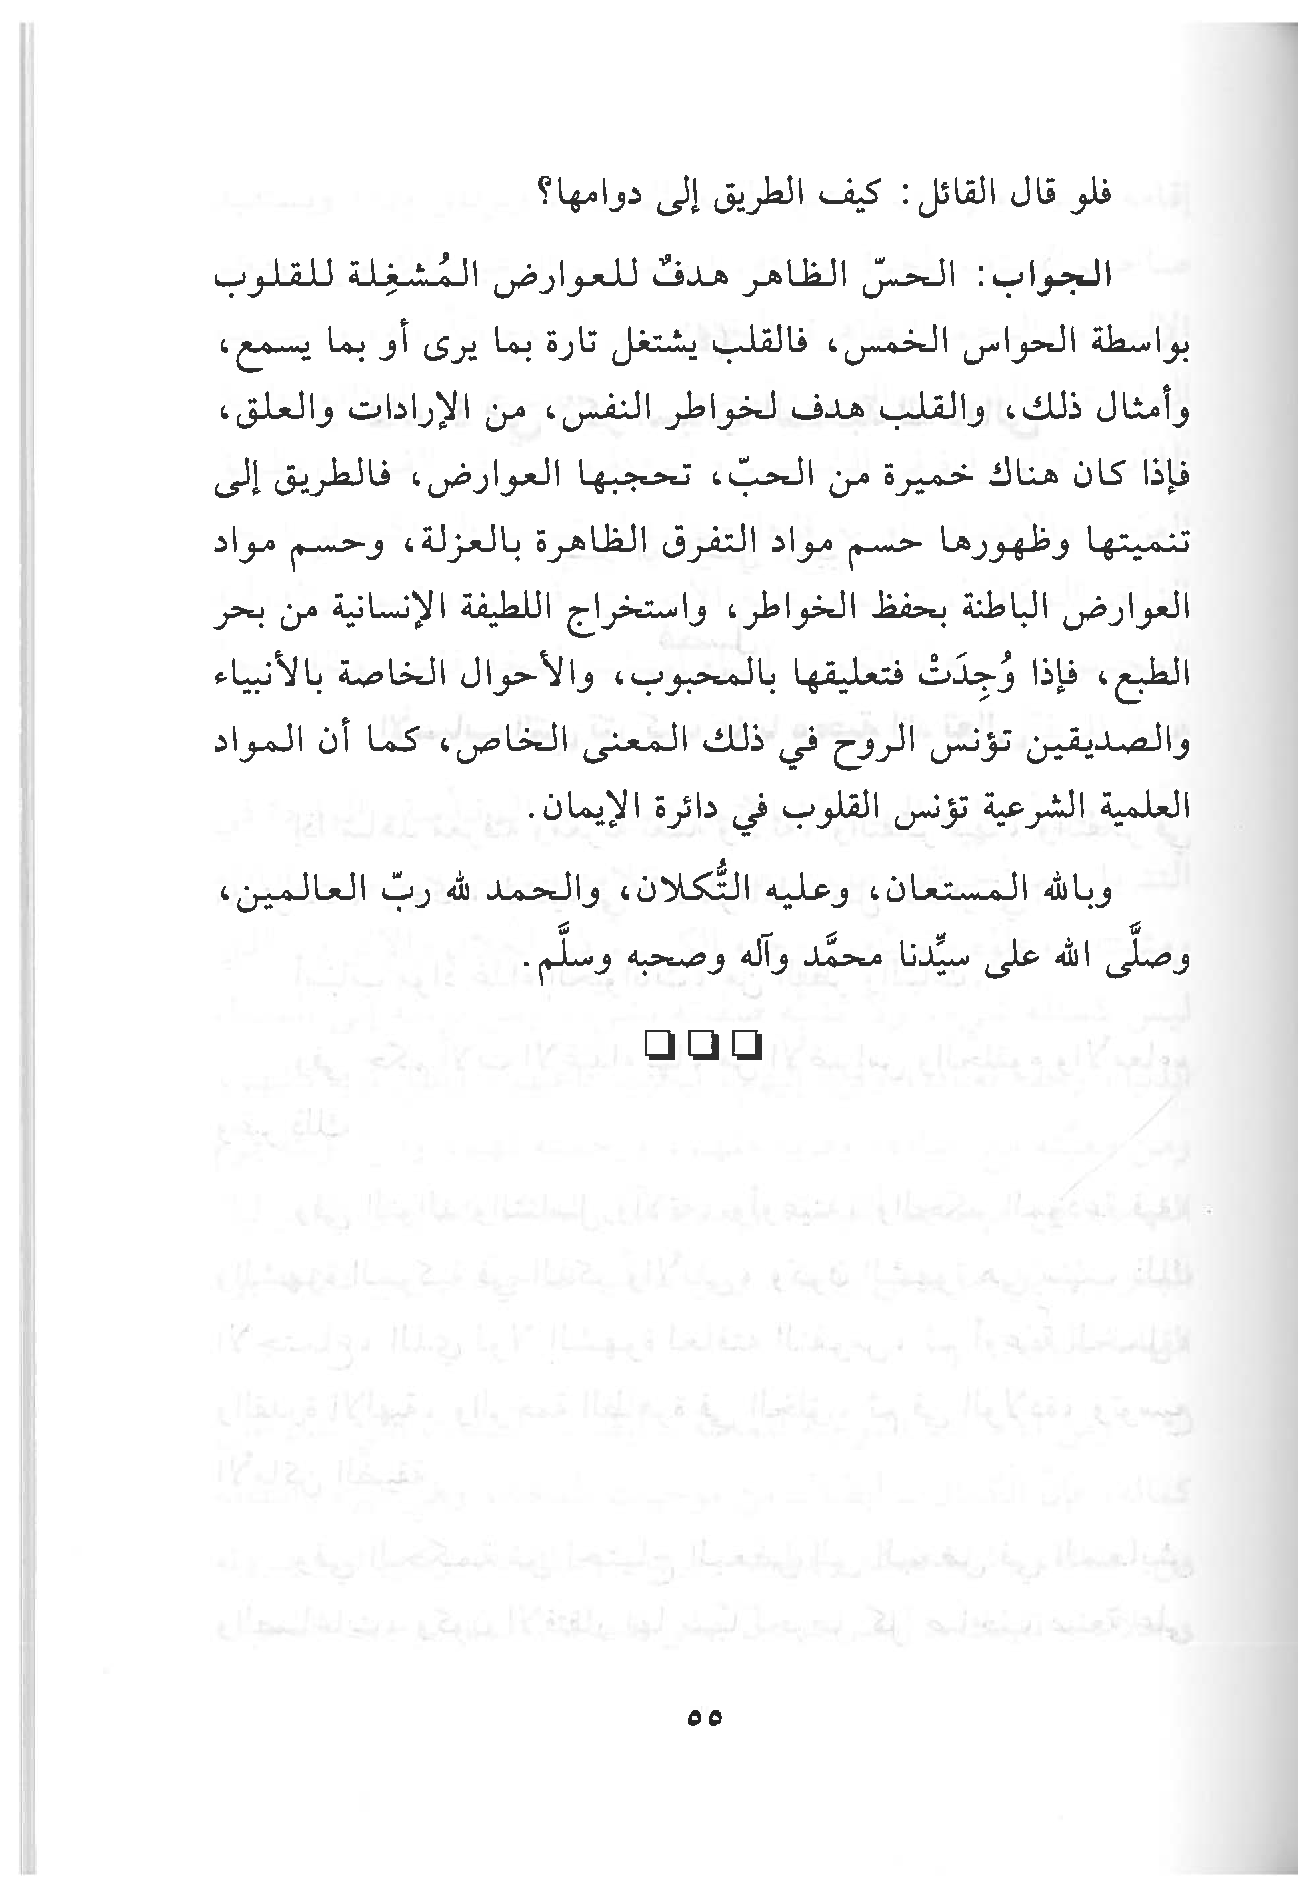 فلو قال القائل: كيف الطريق إلى دوامها؟
الجواب: الحسّ الظاهر هدفٌ للعوارض المُشغِلة للقلوب
بواسطة الحواس الخمس، فالقلب يشتغل تارة بما يرى أو بما يسمع،
وأمثال ذلك، والقلب هدف لخواطر النفس، من الإرادات والعلق،
فإذا كان هناك خميرة من الحبّ، تحجبها العوارض، فالطريق إلى
تنميتها وظهورها حسم مواد التفرق الظاهرة بالعزلة، وحسم مواد
العوارض الباطنة بحفظ الخواطر، واستخراج اللطيفة الإنسانية من بحر
الطبع، فإذا وُجِدَتْ فتعليقها بالمحبوب، والأحوال الخاصة بالأنبياء
والصديقين تؤنس الروح في ذلك المعنى الخاص، كما أن المواد
العلمية الشرعية تؤنس القلوب في دائرة الإيمان.
وبالله المستعان، وعليه التُّكلان، والحمد لله ربّ العالمين،
وصلَّى الله على سيِّدنا محمَّد وآله وصحبه وسلَّم.
❏ ❏ ❏
٥٥